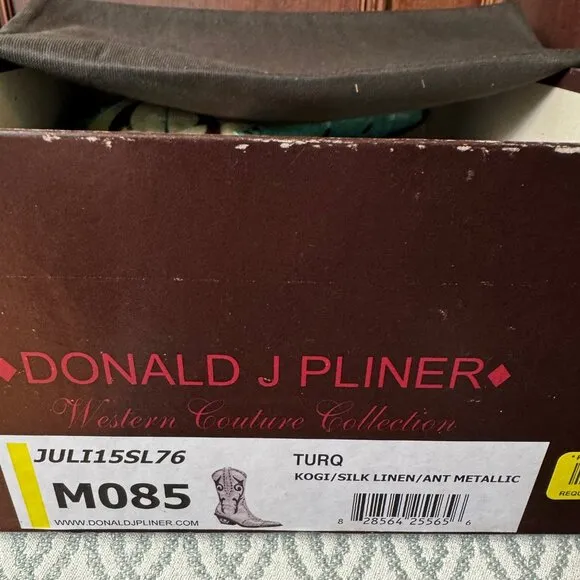 DONALD J PLINER
Western Couture Collection
JULI15SL76
M085
WWW.DONALDJPLINER.COM
TURQ
KOGI/SILK LINEN/ANT METALLIC
8 28564 25565 6